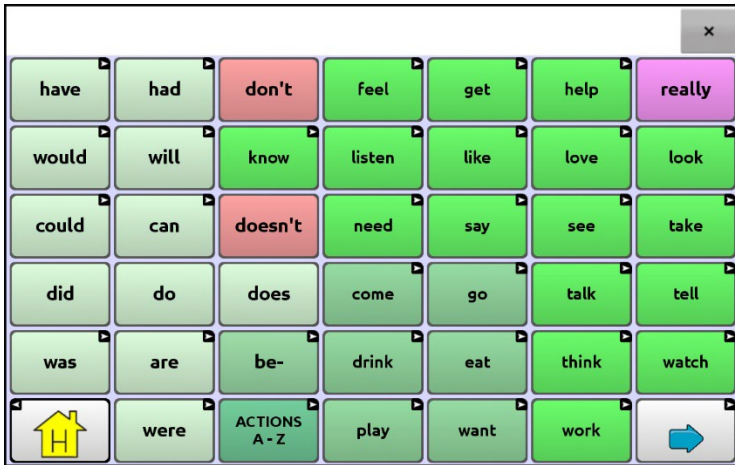 ×
have had don't feel get help really
would will know listen like love look
could can doesn't need say see take
did do does come go talk tell
was are be- drink eat think watch
H were ACTIONS A - Z play want work